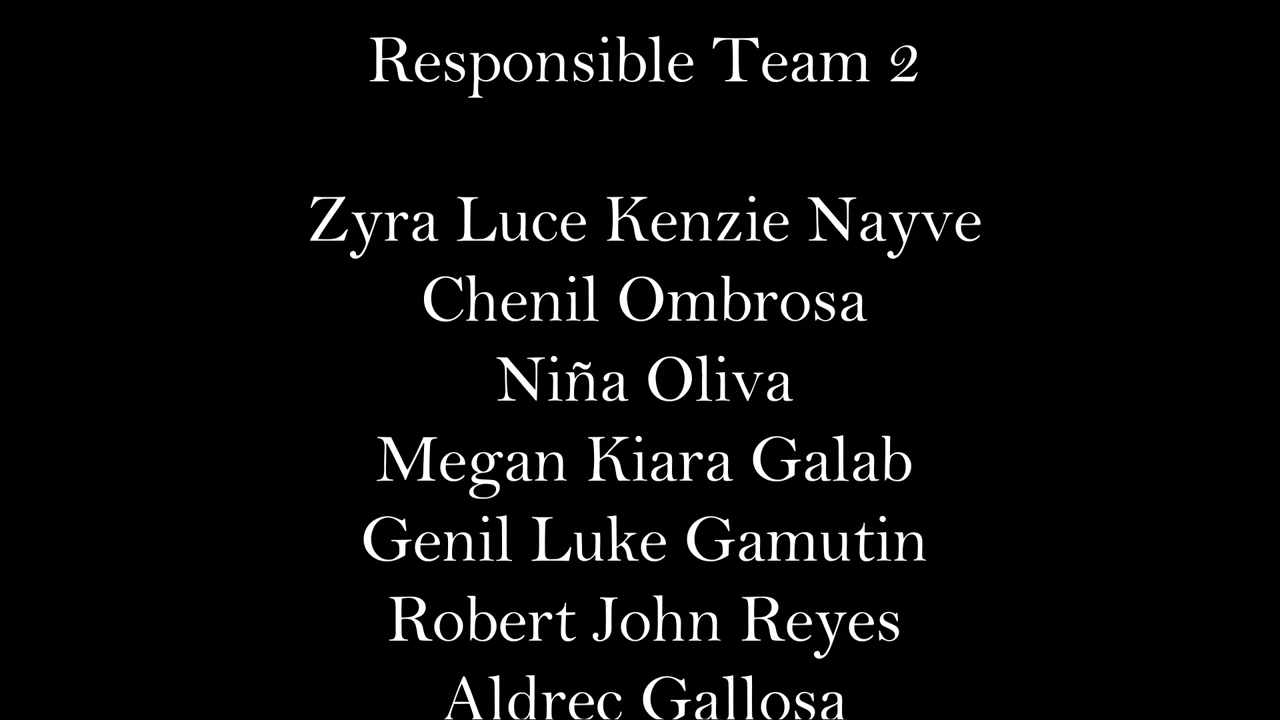 Responsible Team 2
Zyra Luce Kenzie Nayve
Chenil Ombrosa
Niña Oliva
Megan Kiara Galab
Genil Luke Gamutin
Robert John Reyes
Aldrec Gallosa